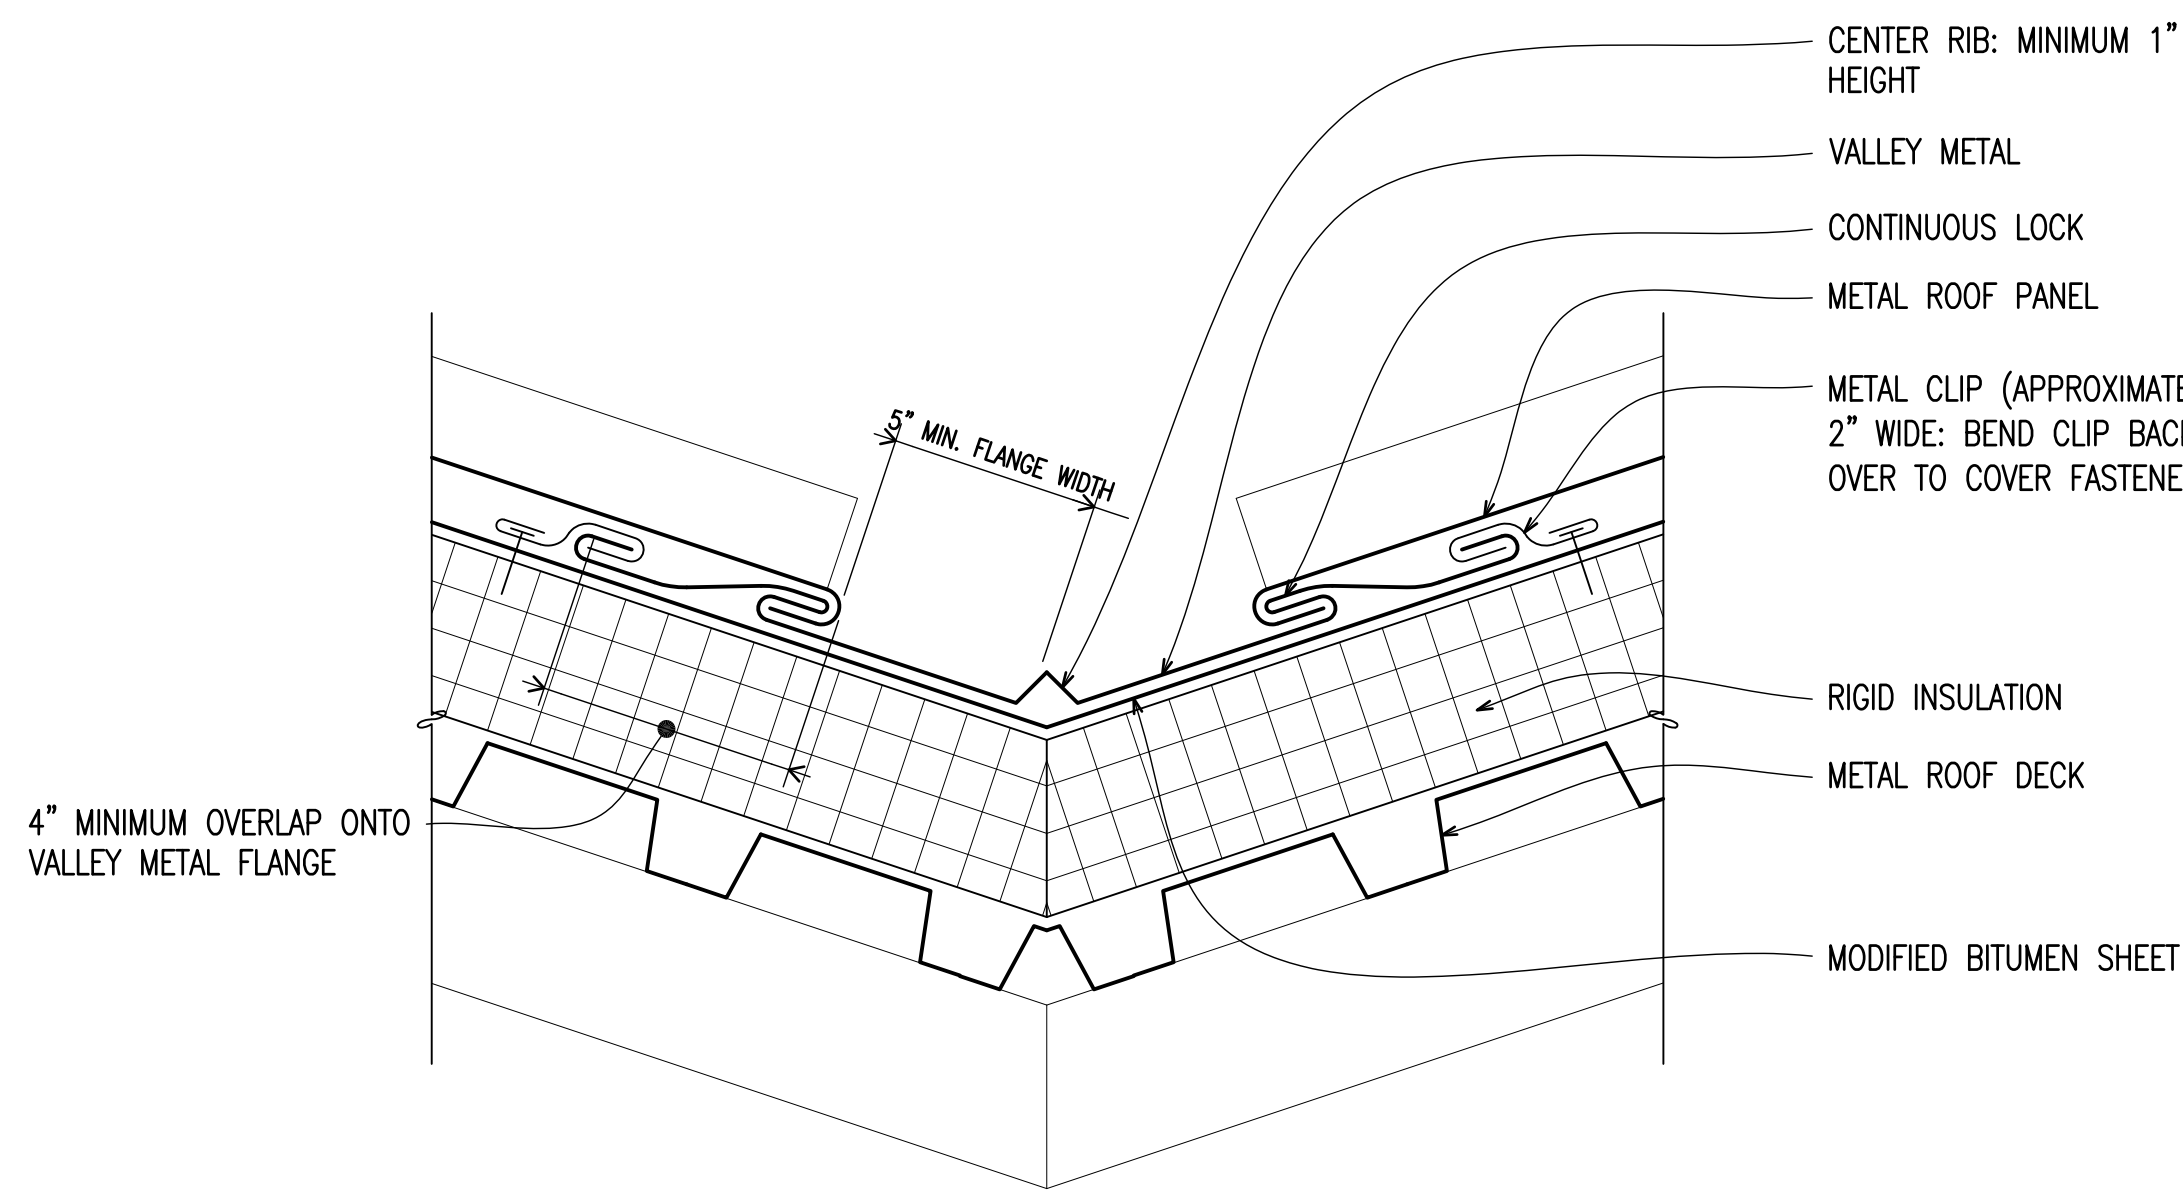 CENTER RIB: MINIMUM 1”
HEIGHT
VALLEY METAL
CONTINUOUS LOCK
METAL ROOF PANEL
METAL CLIP (APPROXIMATE
2” WIDE: BEND CLIP BACK
OVER TO COVER FASTENE
5” MIN. FLANGE WIDTH
RIGID INSULATION
METAL ROOF DECK
4” MINIMUM OVERLAP ONTO
VALLEY METAL FLANGE
MODIFIED BITUMEN SHEET